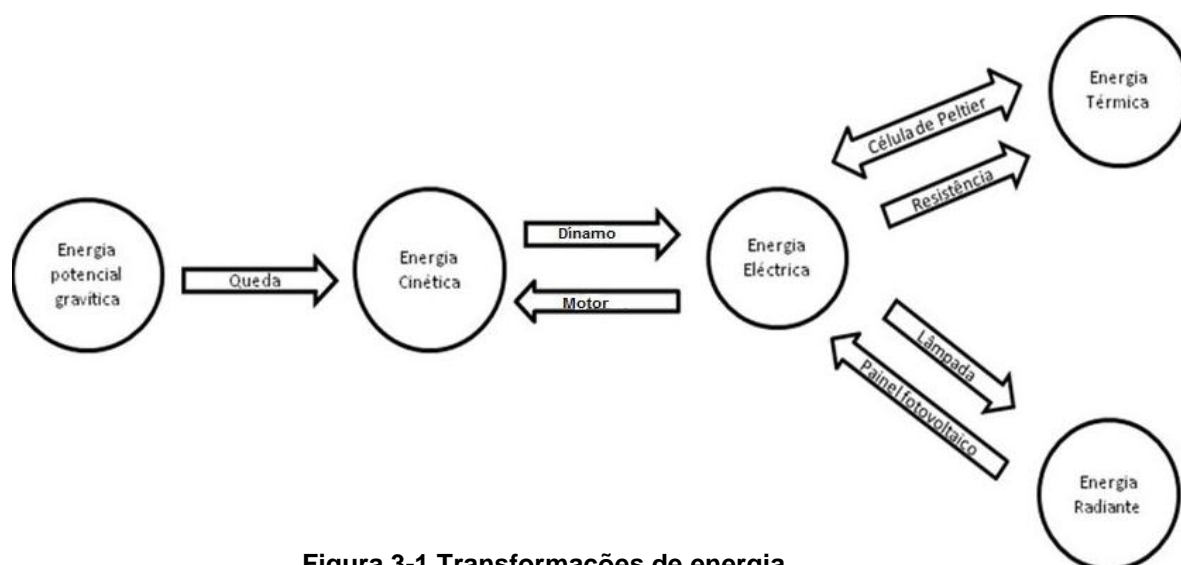 Energia
Térmica
Célula de Peltier
Resistência
Energia
potencial
gravítica
Queda
Energia
Cinética
Dínamo
Motor
Energia
Eléctrica
Lâmpada
Painel fotovoltaico
Energia
Radiante
Figura 3-1 Transformações de energia